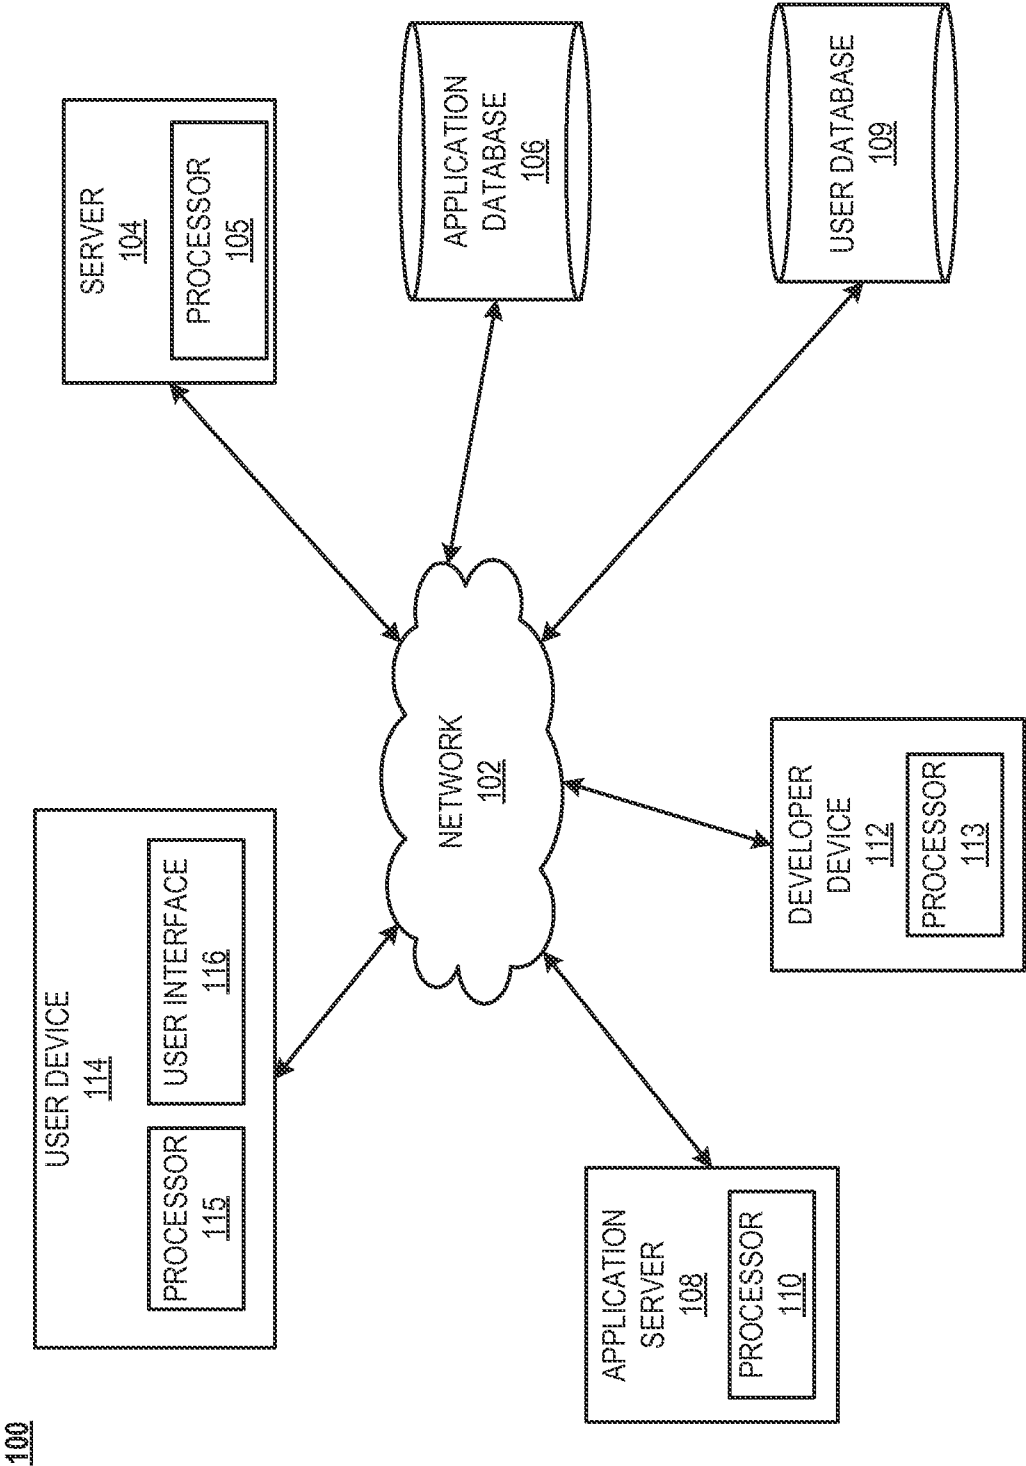 100
USER DEVICE
114
PROCESSOR
115
USER INTERFACE
116
SERVER
104
PROCESSOR
105
NETWORK
102
APPLICATION
DATABASE
106
APPLICATION
SERVER
108
PROCESSOR
110
DEVELOPER
DEVICE
112
PROCESSOR
113
USER DATABASE
109